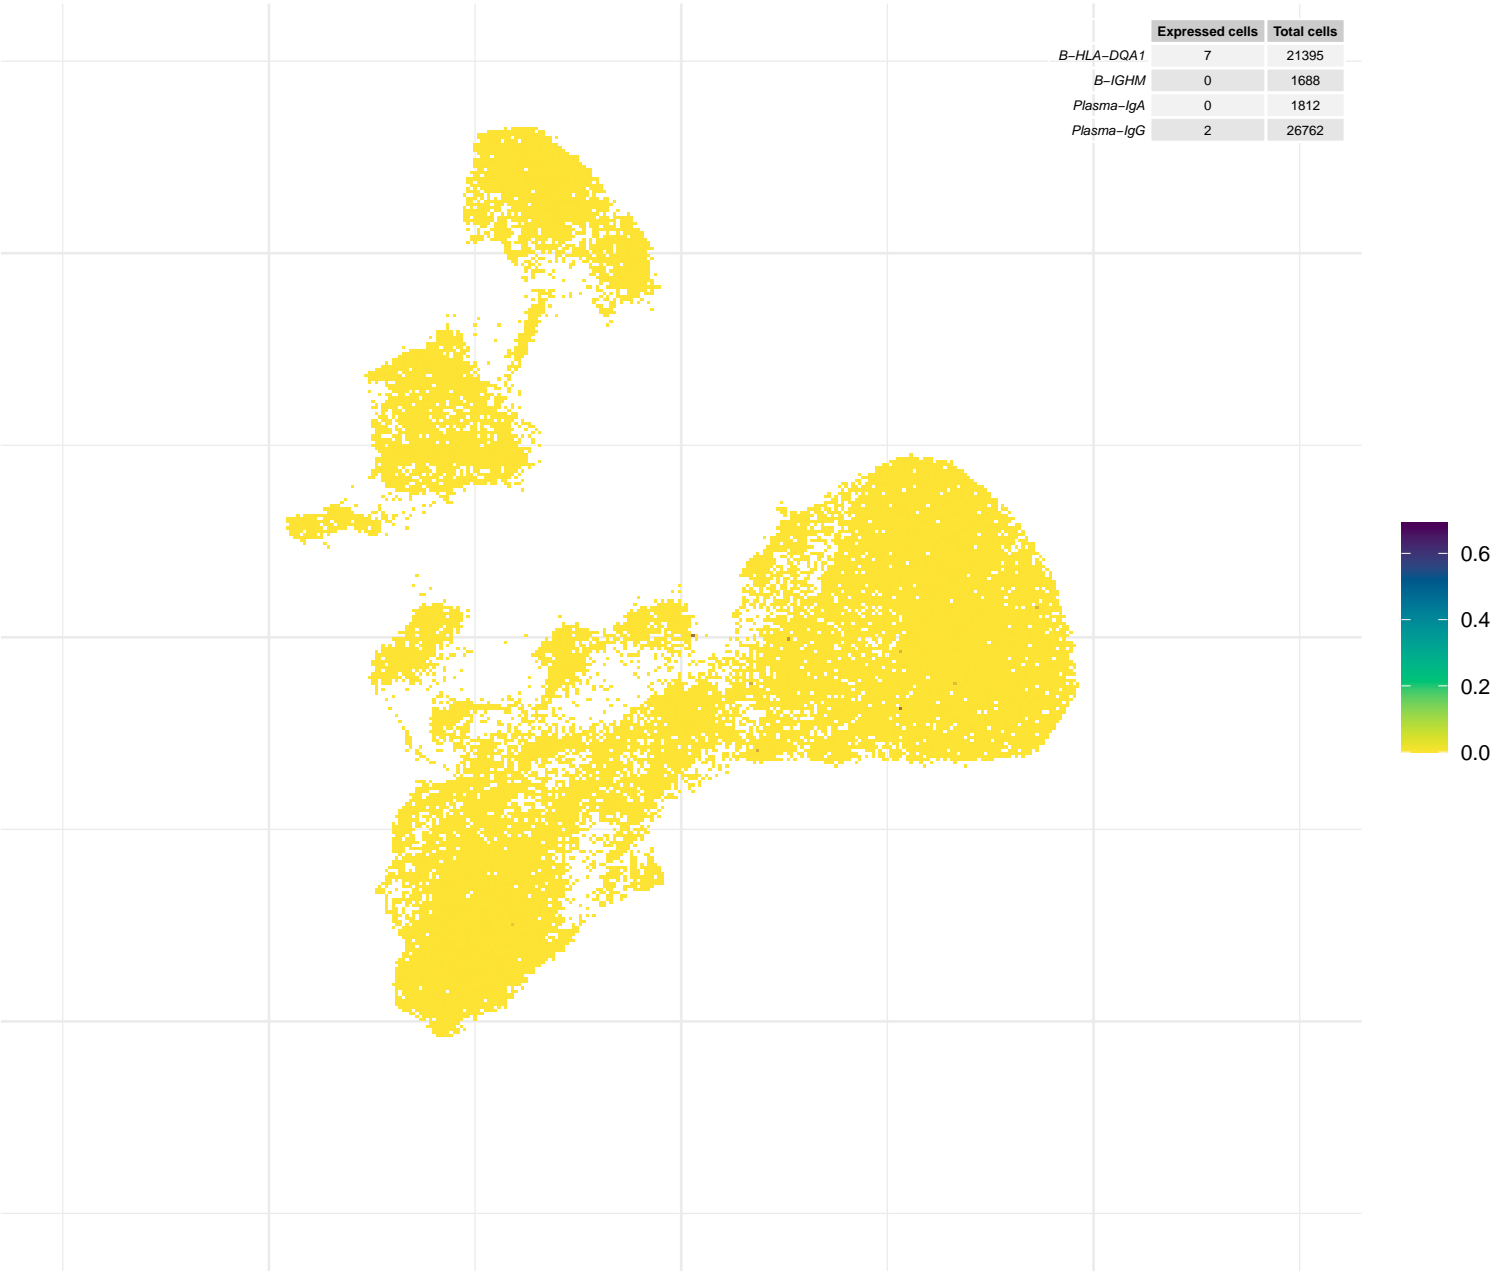 Expressed cells Total cells
B−HLA−DQA1 7 21395
B−IGHM 0 1688
Plasma−IgA 0 1812
Plasma−IgG 2 26762
0.6
0.4
0.2
0.0